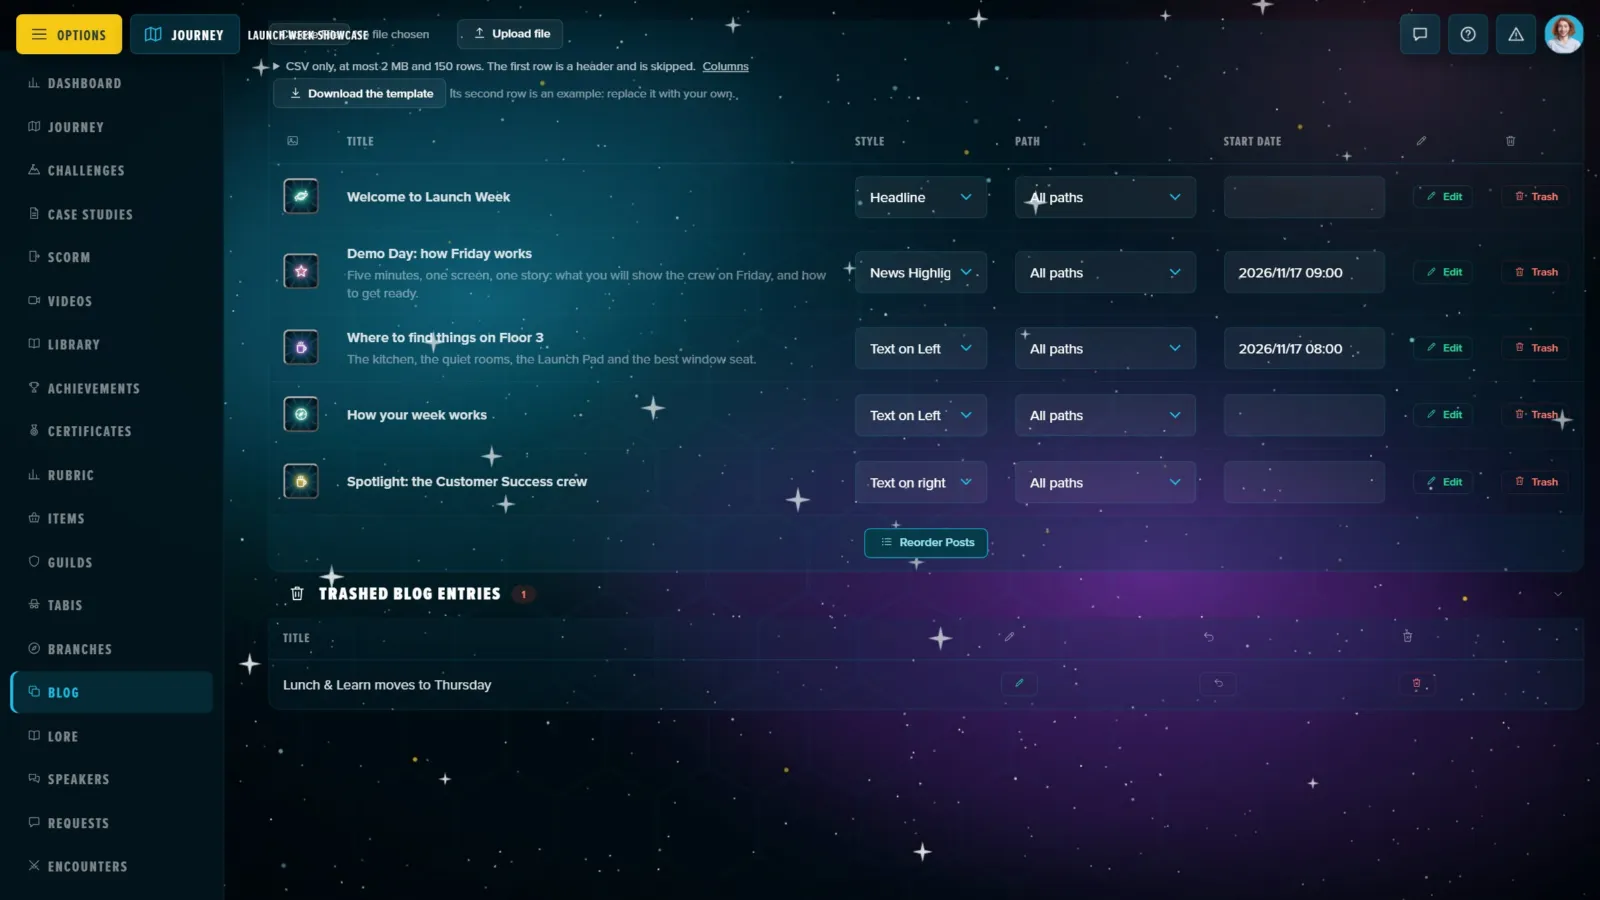 OPTIONS
JOURNEY
LAUNCH WEEK SHOWCASE
file chosen
Upload file
CSV only, at most 2 MB and 150 rows. The first row is a header and is skipped. Columns
Download the template
Its second row is an example: replace it with your own.
DASHBOARD
JOURNEY
CHALLENGES
CASE STUDIES
SCORM
VIDEOS
LIBRARY
ACHIEVEMENTS
CERTIFICATES
RUBRIC
ITEMS
GUILDS
TABIS
BRANCHES
BLOG
LORE
SPEAKERS
REQUESTS
ENCOUNTERS
TITLE STYLE PATH START DATE
Welcome to Launch Week Headline All paths Edit Trash
Demo Day: how Friday works
Five minutes, one screen, one story: what you will show the crew on Friday, and how
to get ready.
News Highlig All paths 2026/11/17 09:00 Edit Trash
Where to find things on Floor 3
The kitchen, the quiet rooms, the Launch Pad and the best window seat.
Text on Left All paths 2026/11/17 08:00 Edit Trash
How your week works Text on Left All paths Edit Trash
Spotlight: the Customer Success crew Text on right All paths Edit Trash
Reorder Posts
TRASHED BLOG ENTRIES 1
TITLE
Lunch & Learn moves to Thursday